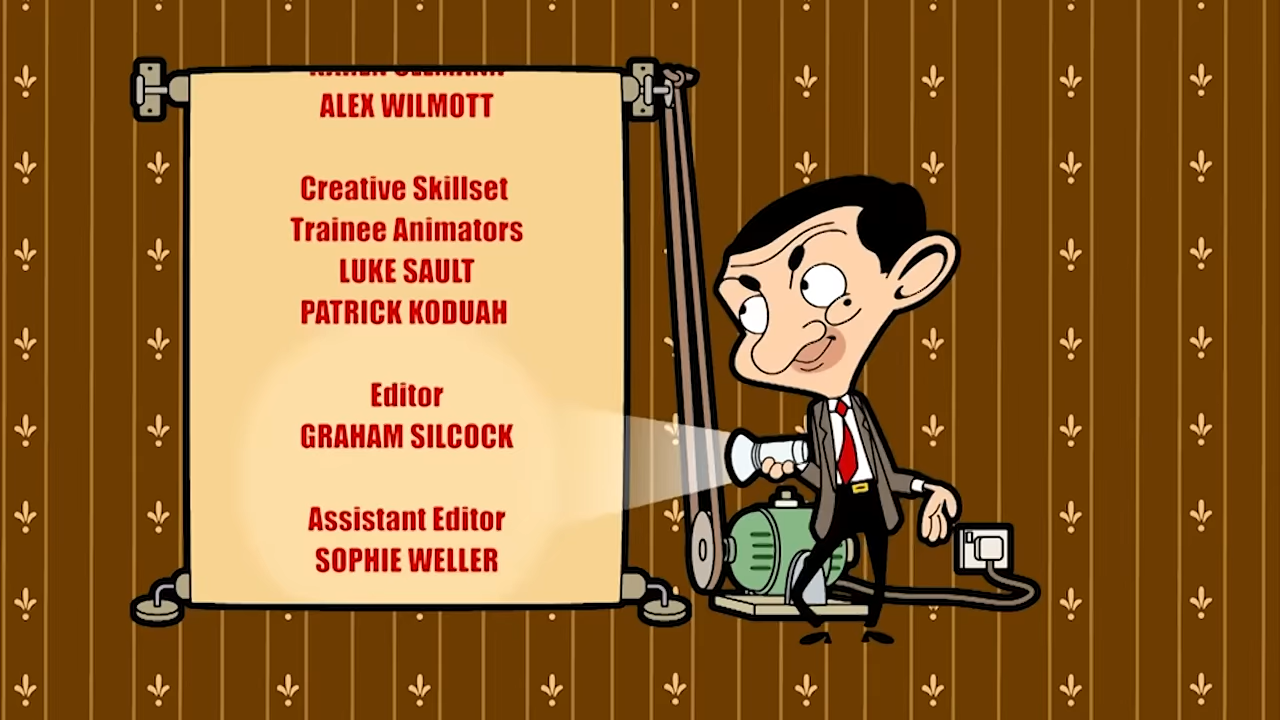 ALEX WILMOTT
Creative Skillset
Trainee Animators
LUKE SAULT
PATRICK KODUAH
Editor
GRAHAM SILCOCK
Assistant Editor
SOPHIE WELLER